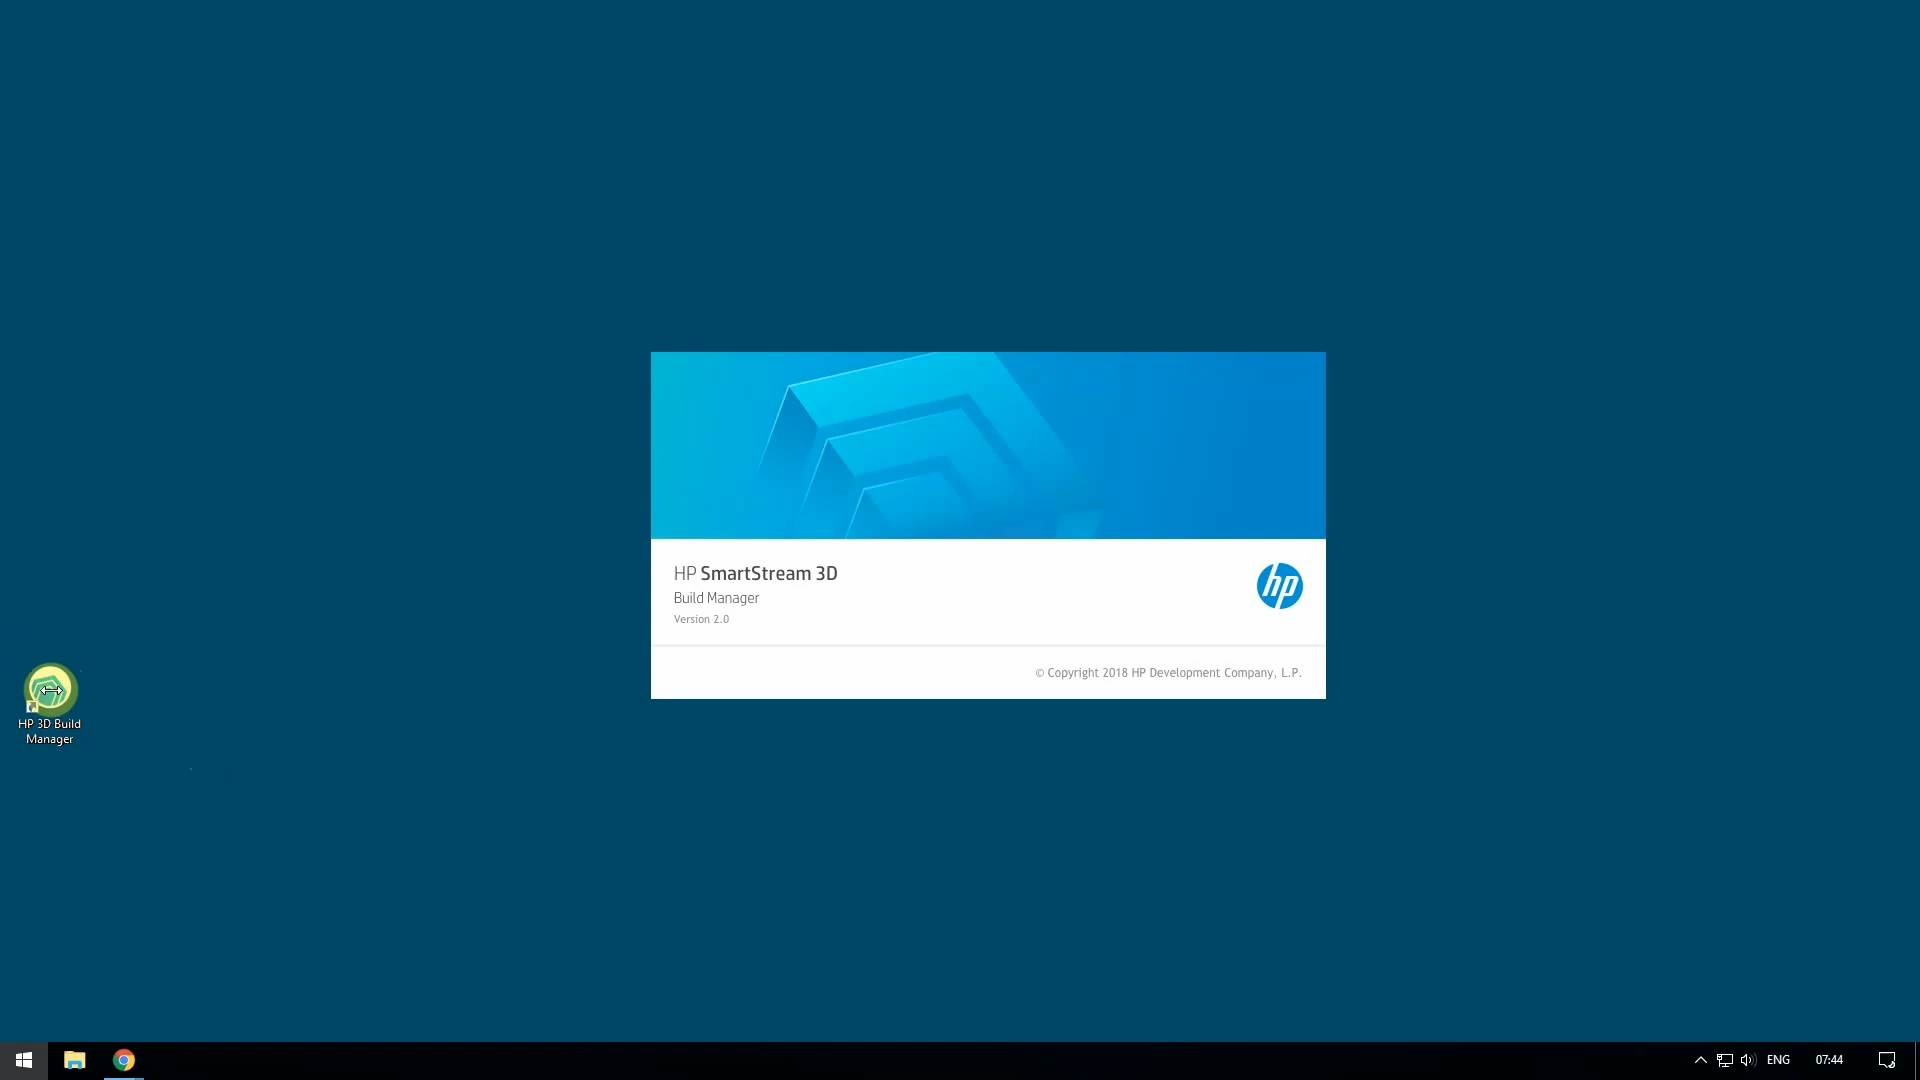 HP SmartStream 3D
Build Manager
Version 2.0
hp
© Copyright 2018 HP Development Company, L.P.
HP 3D Build
Manager
ENG
07:44